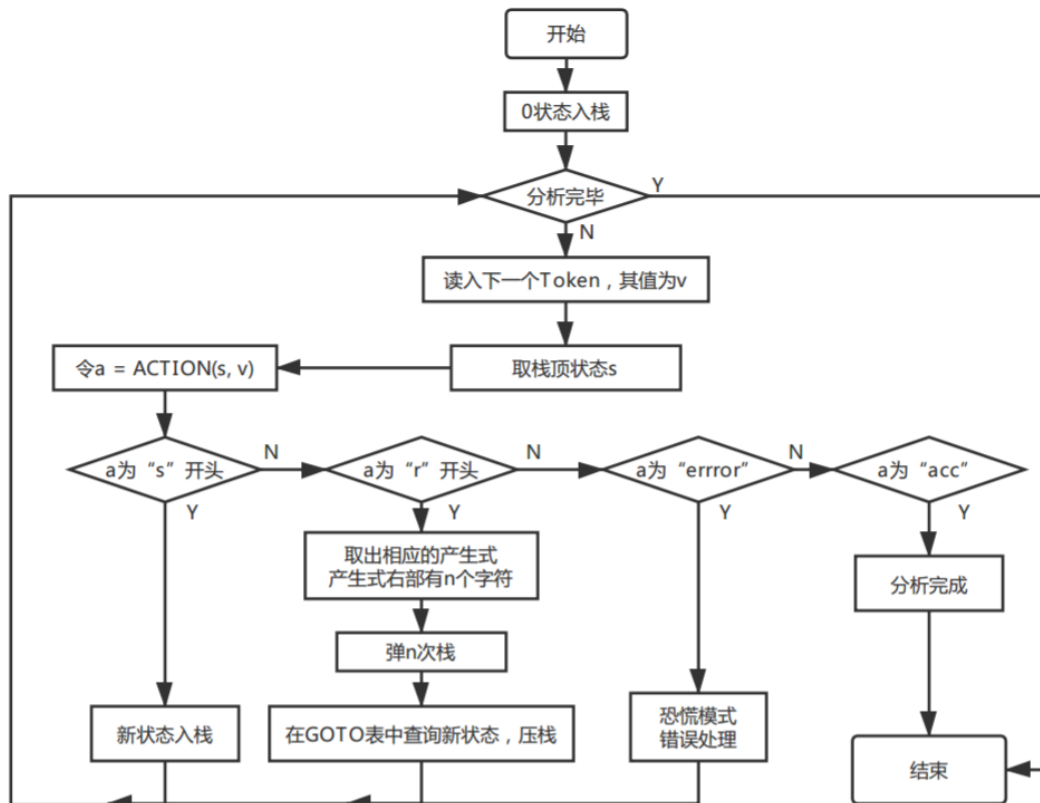 开始
0状态入栈
分析完毕
Y
N
读入下一个Token，其值为v
令a = ACTION(s, v)
取栈顶状态s
a为“s”开头
N
a为“r”开头
N
a为“errror”
N
a为“acc”
Y
Y
Y
Y
取出相应的产生式
产生式右部有n个字符
分析完成
弹n次栈
新状态入栈
在GOTO表中查询新状态，压栈
恐慌模式
错误处理
结束